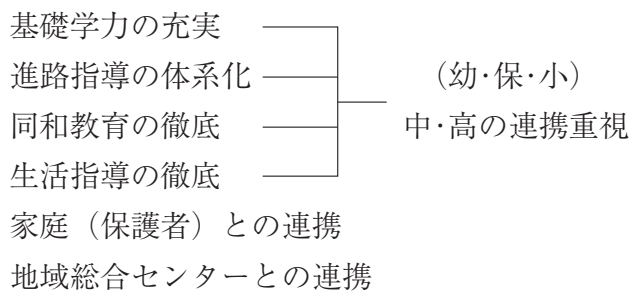 基礎学力の充実
進路指導の体系化
(幼・保・小)
同和教育の徹底
中・高の連携重視
生活指導の徹底
家庭（保護者）との連携
地域総合センターとの連携